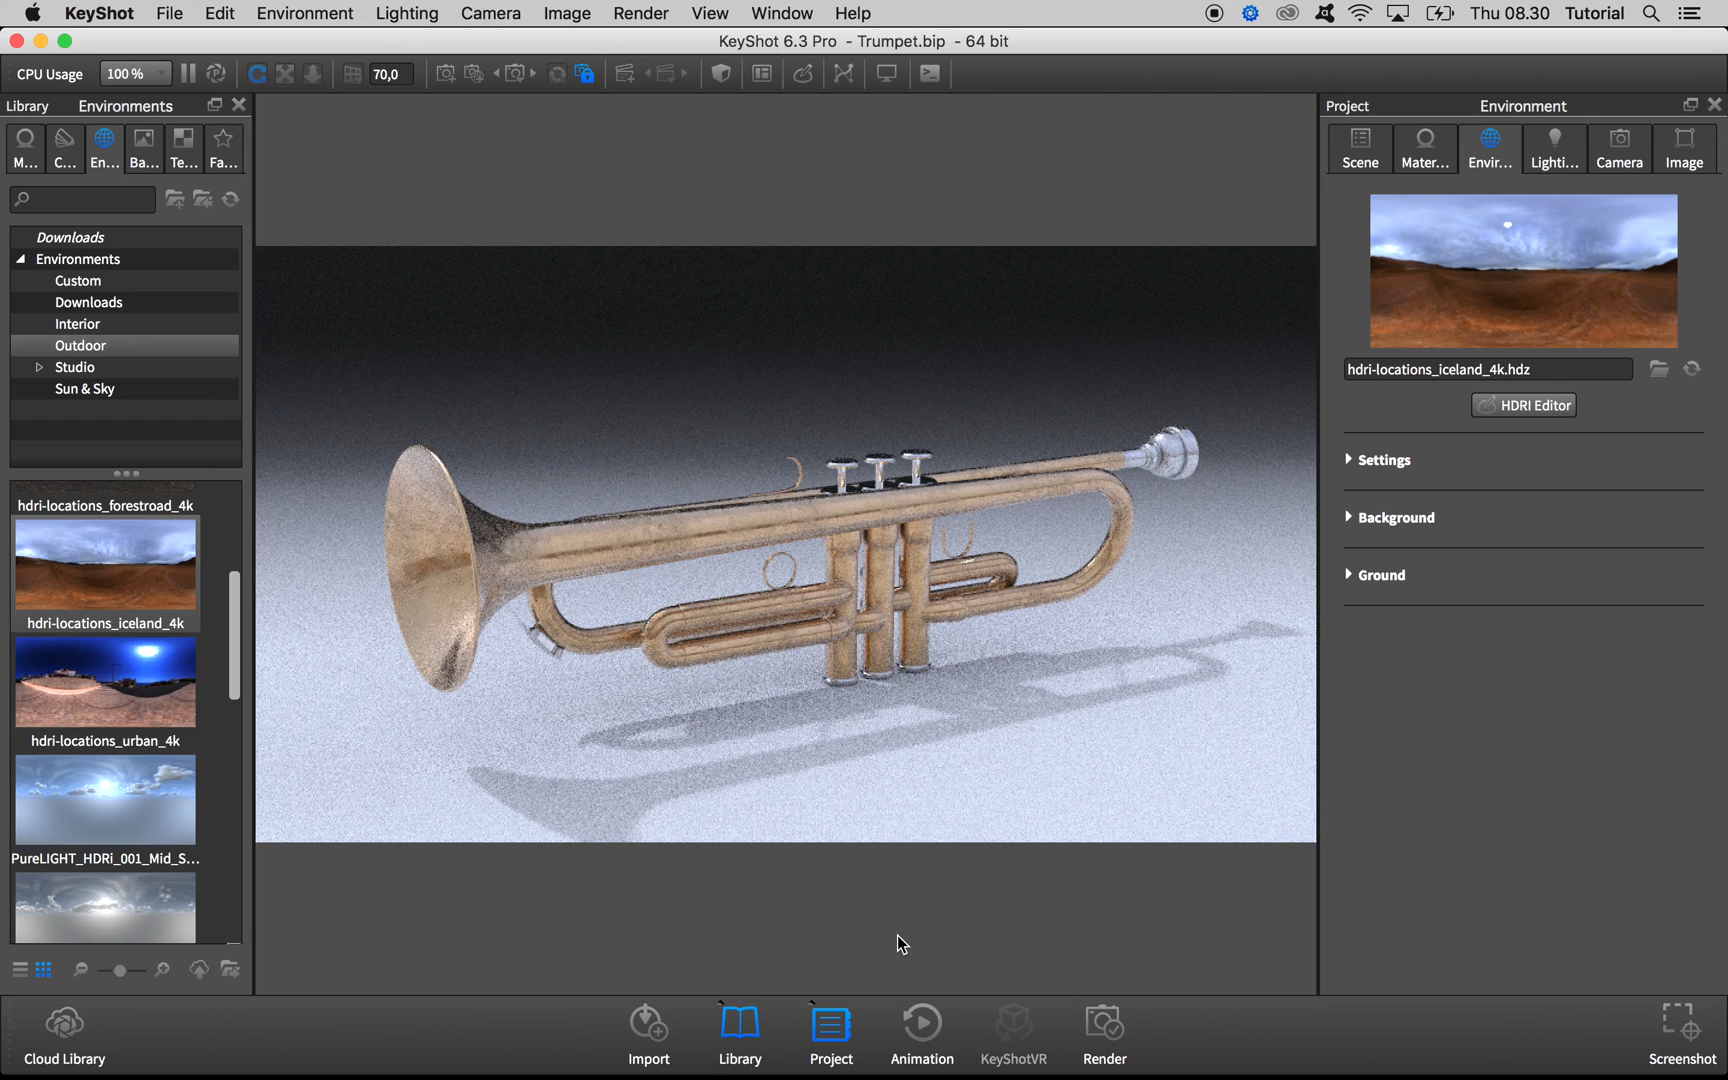 KeyShot File Edit Environment Lighting Camera Image Render View Window Help Thu 08.30 Tutorial
KeyShot 6.3 Pro - Trumpet.bip - 64 bit
CPU Usage 100 % 70,0
Library Environments
M... C... En... Ba... Te... Fa...
Downloads
Environments
Custom
Downloads
Interior
Outdoor
Studio
Sun & Sky
hdri-locations_forestroad_4k
hdri-locations_iceland_4k
hdri-locations_urban_4k
PureLIGHT_HDRi_001_Mid_S...
Project Environment
Scene Mater... Envir... Lighti... Camera Image
hdri-locations_iceland_4k.hdz
HDRI Editor
Settings
Background
Ground
Cloud Library Import Library Project Animation KeyShotVR Render Screenshot